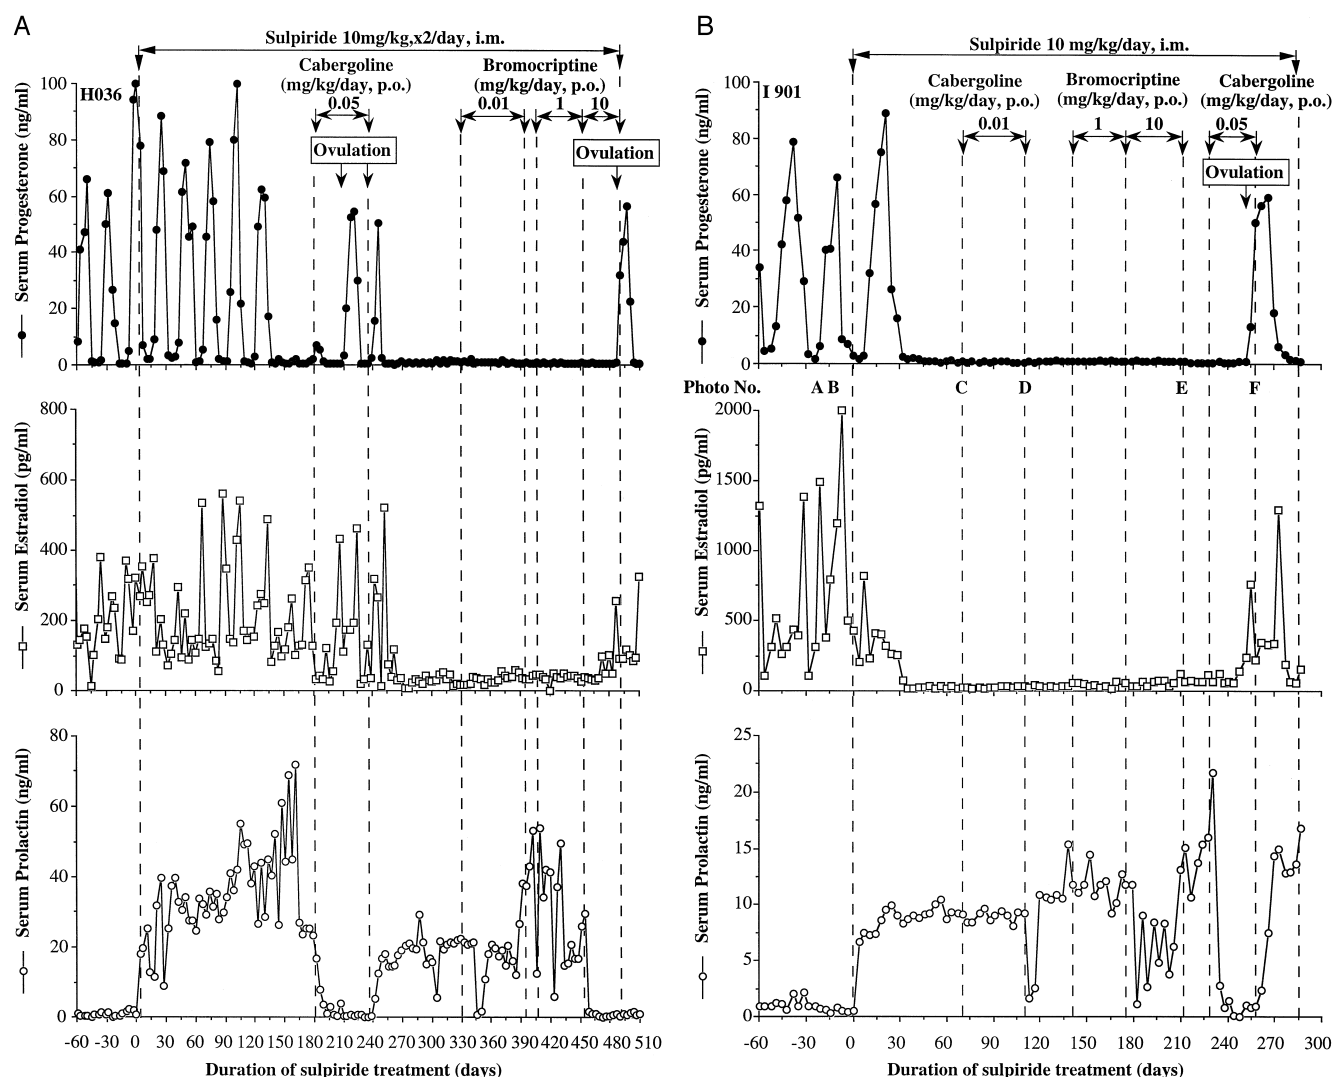 A
Sulpiride 10mg/kg,x2/day, i.m.
Cabergoline
(mg/kg/day, p.o.)
0.05
Bromocriptine
(mg/kg/day, p.o.)
0.01 1 10
H036
Ovulation
Ovulation
Serum Progesterone (ng/ml)
100
80
60
40
20
0
Serum Estradiol (pg/ml)
800
600
400
200
0
Serum Prolactin (ng/ml)
80
60
40
20
0
-60 -30 0 30 60 90 120 150 180 210 240 270 300 330 360 390 420 450 480 510
Duration of sulpiride treatment (days)
B
Sulpiride 10 mg/kg/day, i.m.
Cabergoline
(mg/kg/day, p.o.)
0.01
Bromocriptine
(mg/kg/day, p.o.)
1 10
Cabergoline
(mg/kg/day, p.o.)
0.05
I 901
Ovulation
Serum Progesterone (ng/ml)
100
80
60
40
20
0
Photo No. A B C D E F
Serum Estradiol (pg/ml)
2000
1500
1000
500
0
Serum Prolactin (ng/ml)
25
20
15
10
5
0
-60 -30 0 30 60 90 120 150 180 210 240 270 300
Duration of sulpiride treatment (days)